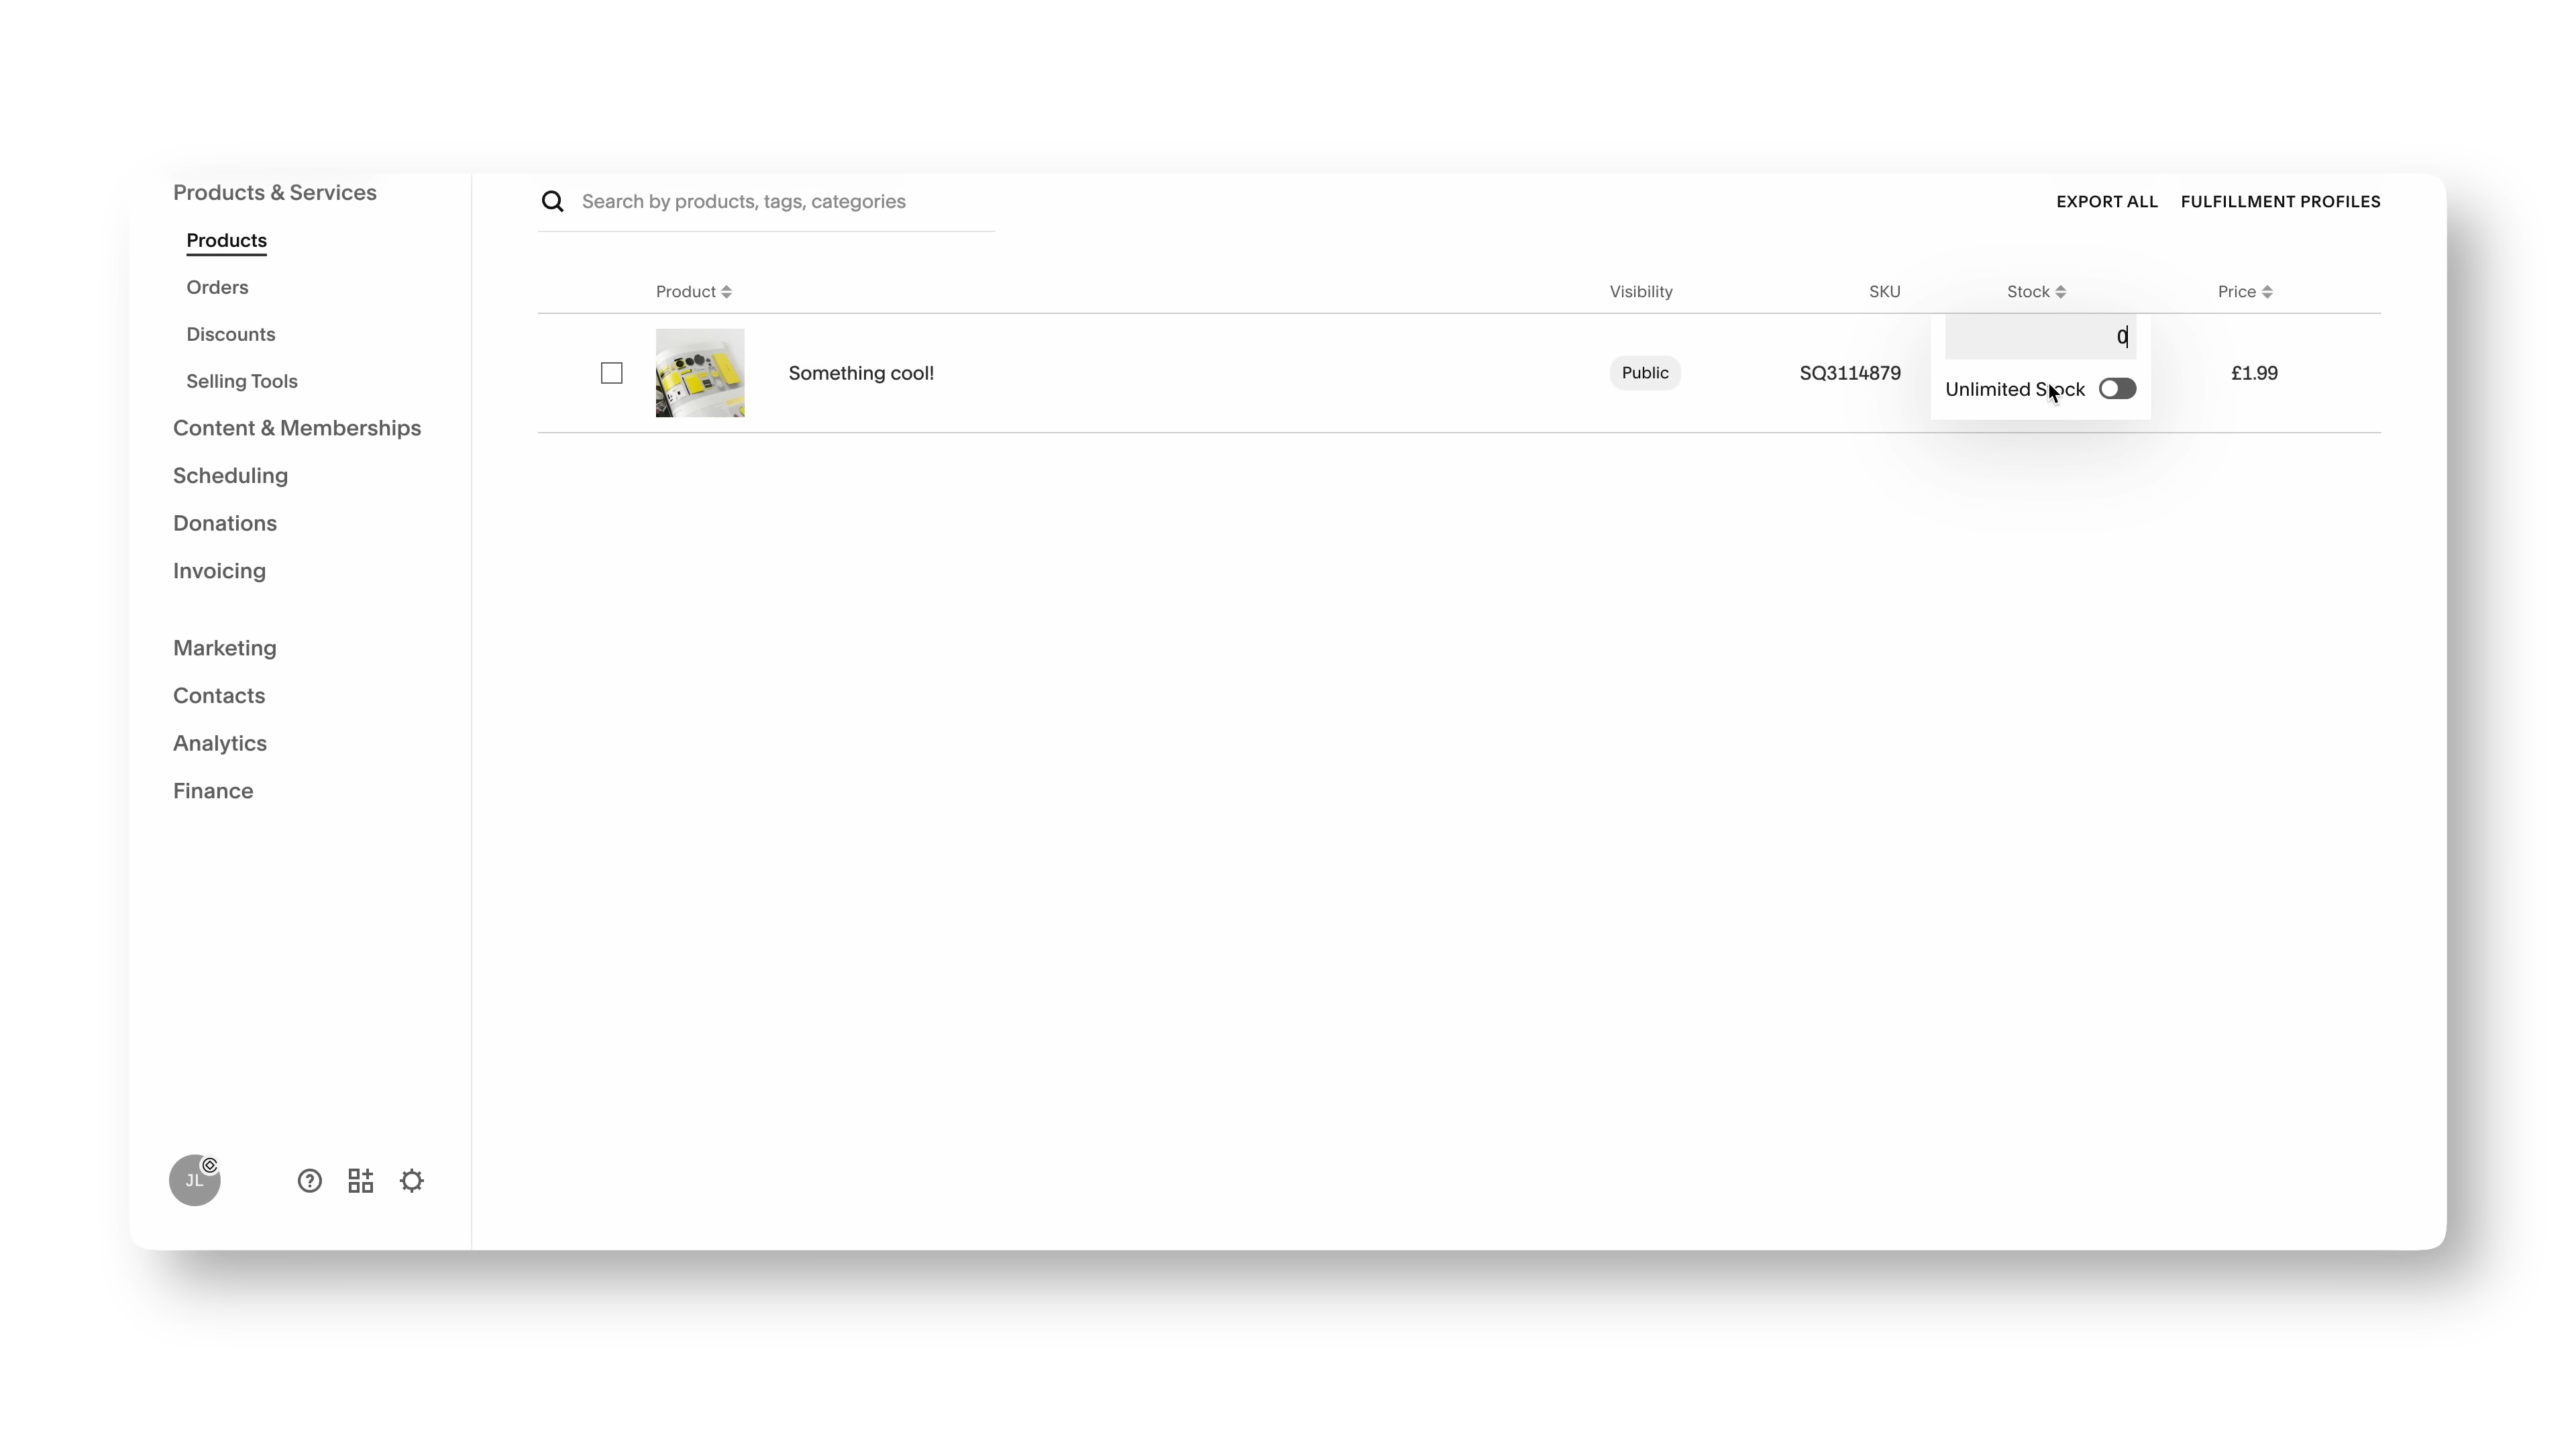 Products & Services
Products
Orders
Discounts
Selling Tools
Content & Memberships
Scheduling
Donations
Invoicing
Marketing
Contacts
Analytics
Finance
JL
Search by products, tags, categories
EXPORT ALL FULFILLMENT PROFILES
Product Visibility SKU Stock Price
0
Something cool! Public SQ3114879 £1.99
Unlimited Stock